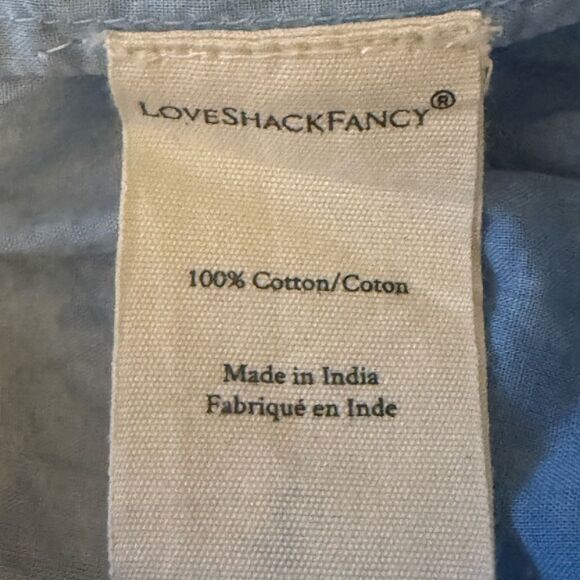 LOVESHACKFANCY®
100% Cotton/Coton
Made in India
Fabriqué en Inde